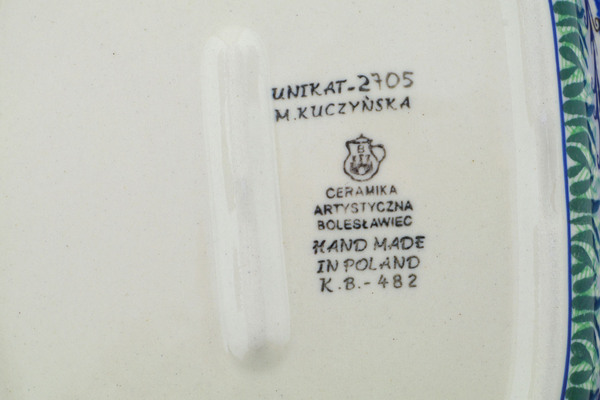 UNIKAT-2705
M.KUCZYŃSKA
B
CERAMIKA
ARTYSTYCZNA
BOLESŁAWIEC
HAND MADE
IN POLAND
K.B.-482